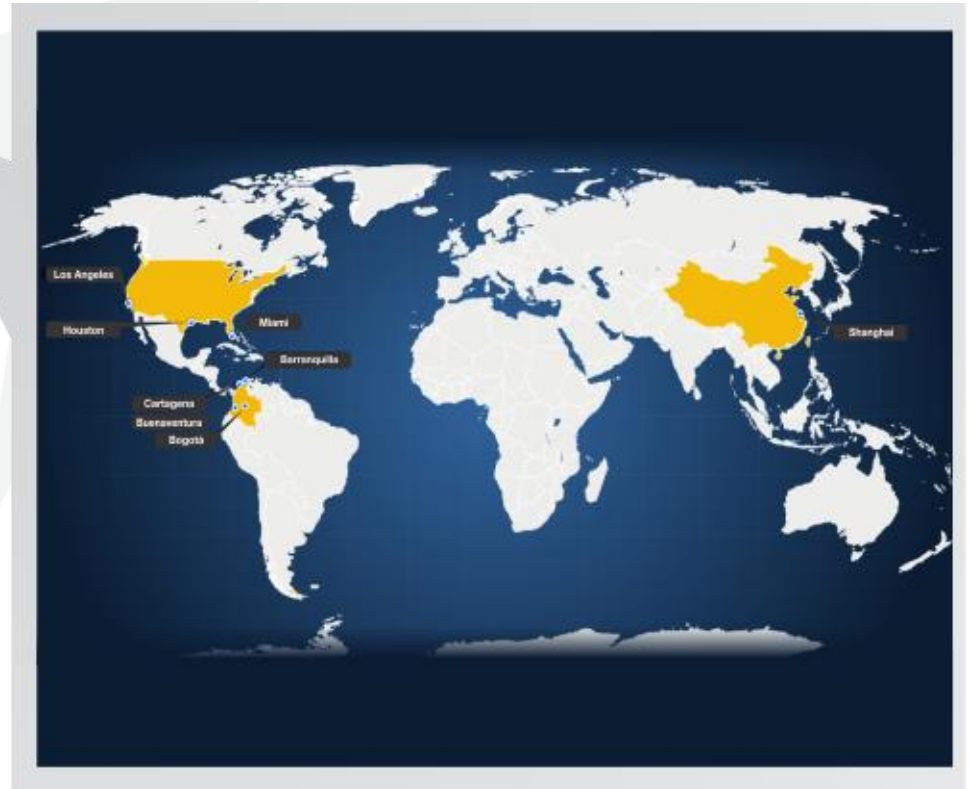 Los Angeles
Houston
Miami
Shanghai
Barranquilla
Cartagena
Buenaventura
Bogotá